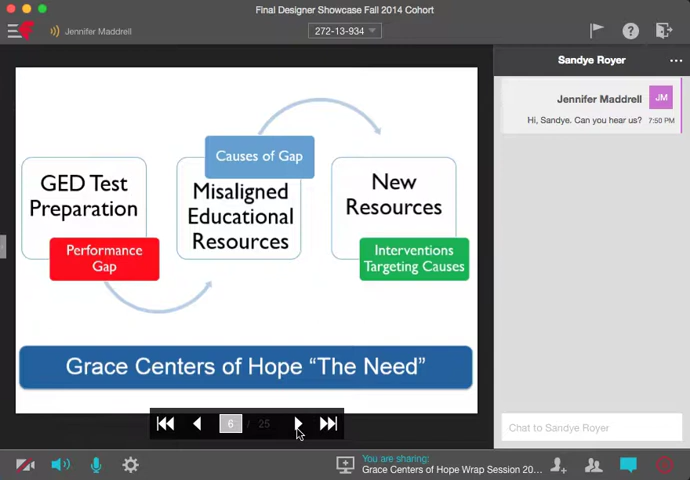 Final Designer Showcase Fall 2014 Cohort
Jennifer Maddrell
272-13-934
Sandye Royer
Jennifer Maddrell
JM
Hi, Sandye. Can you hear us?
7:50 PM
GED Test
Preparation
Performance
Gap
Causes of Gap
Misaligned
Educational
Resources
New
Resources
Interventions
Targeting Causes
Grace Centers of Hope “The Need”
6 / 25
Chat to Sandye Royer
You are sharing:
Grace Centers of Hope Wrap Session 20...